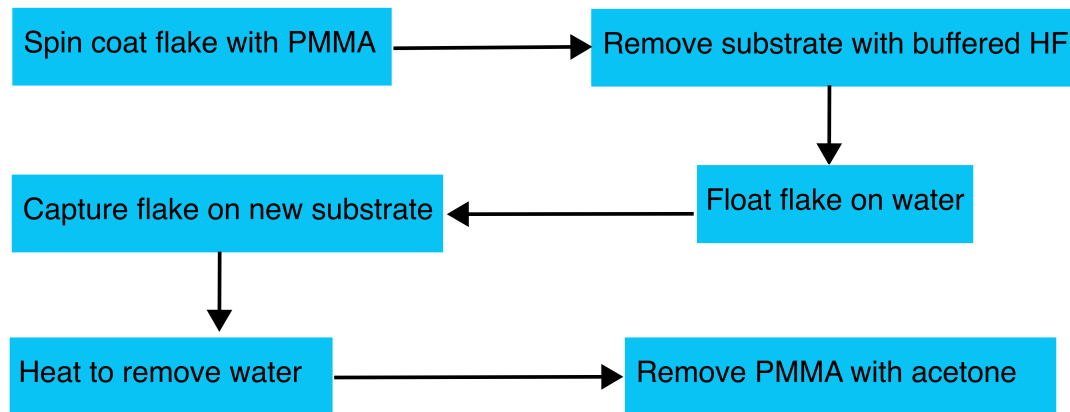 Spin coat flake with PMMA
Remove substrate with buffered HF
Float flake on water
Capture flake on new substrate
Heat to remove water
Remove PMMA with acetone